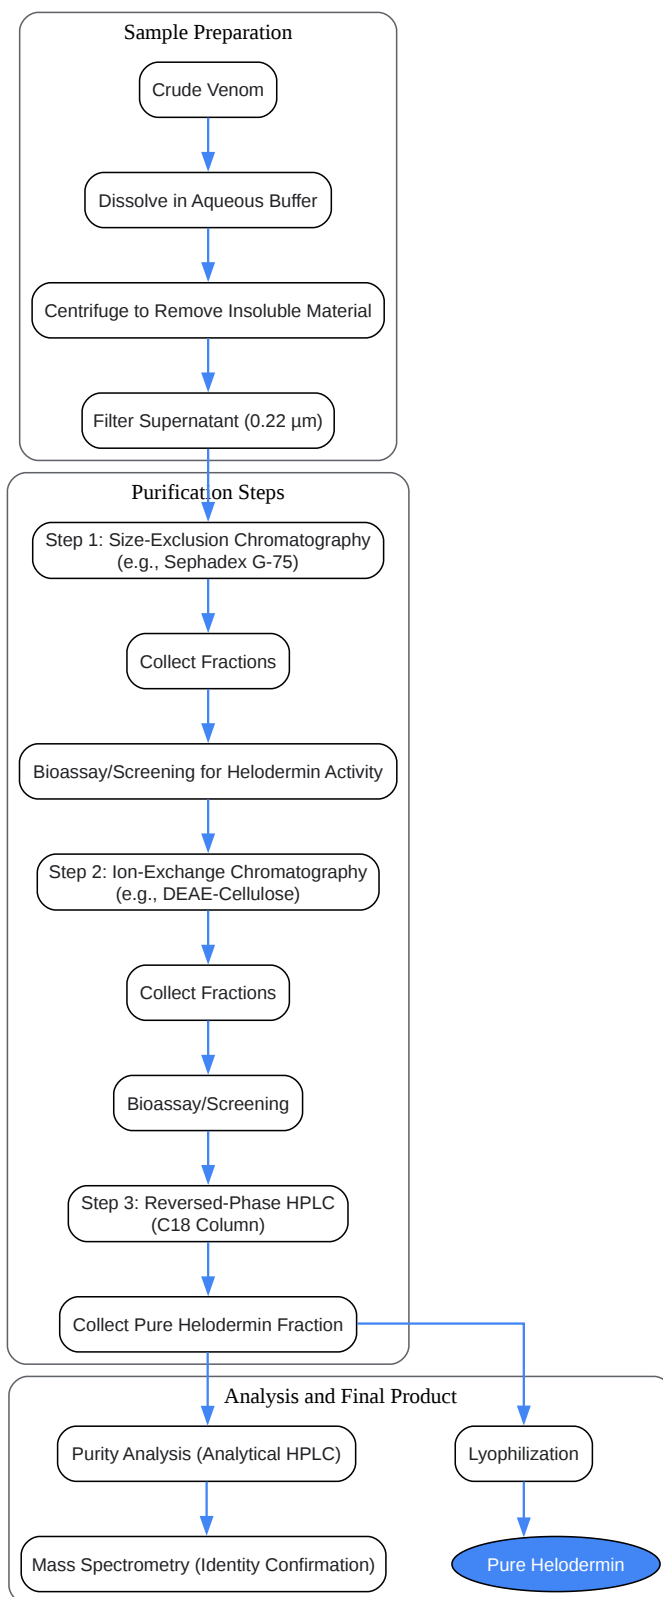 Sample Preparation
Crude Venom
Dissolve in Aqueous Buffer
Centrifuge to Remove Insoluble Material
Filter Supernatant (0.22 µm)
Purification Steps
Step 1: Size-Exclusion Chromatography
(e.g., Sephadex G-75)
Collect Fractions
Bioassay/Screening for Helodermin Activity
Step 2: Ion-Exchange Chromatography
(e.g., DEAE-Cellulose)
Collect Fractions
Bioassay/Screening
Step 3: Reversed-Phase HPLC
(C18 Column)
Collect Pure Helodermin Fraction
Analysis and Final Product
Purity Analysis (Analytical HPLC)
Lyophilization
Mass Spectrometry (Identity Confirmation)
Pure Helodermin